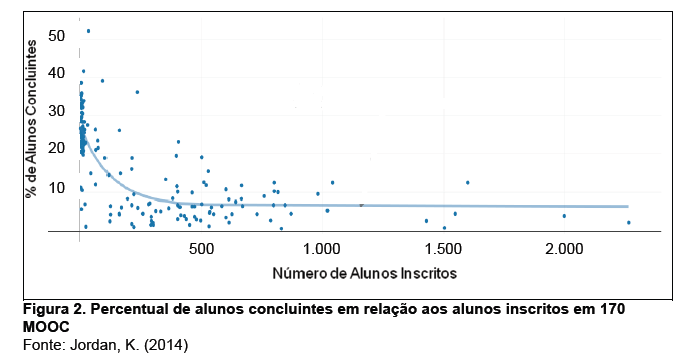 % de Alunos Concluintes
50
40
30
20
10
500
1.000
1.500
2.000
Número de Alunos Inscritos
Figura 2. Percentual de alunos concluintes em relação aos alunos inscritos em 170
MOOC
Fonte: Jordan, K. (2014)